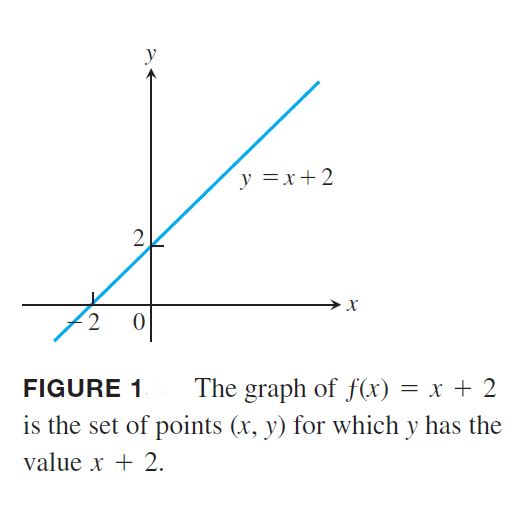 y
y = x + 2
2
x
−2 0
FIGURE 1 The graph of f(x) = x + 2
is the set of points (x, y) for which y has the
value x + 2.